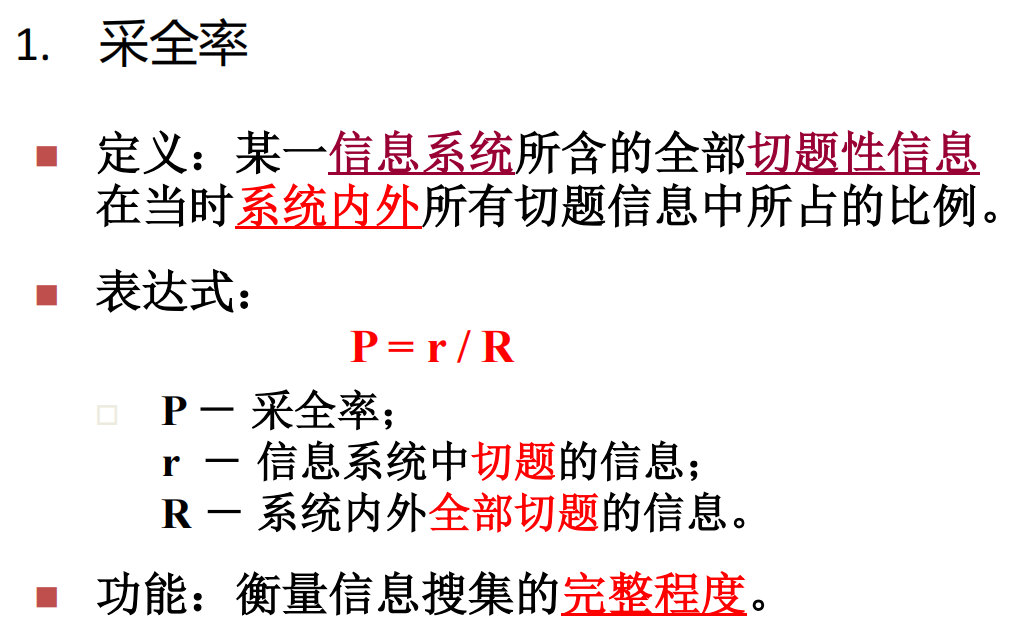 1. 采全率
■ 定义：某一信息系统所含的全部切题性信息
在当时系统内外所有切题信息中所占的比例。
■ 表达式：
P = r / R
□ P － 采全率；
r － 信息系统中切题的信息；
R － 系统内外全部切题的信息。
■ 功能：衡量信息搜集的完整程度。